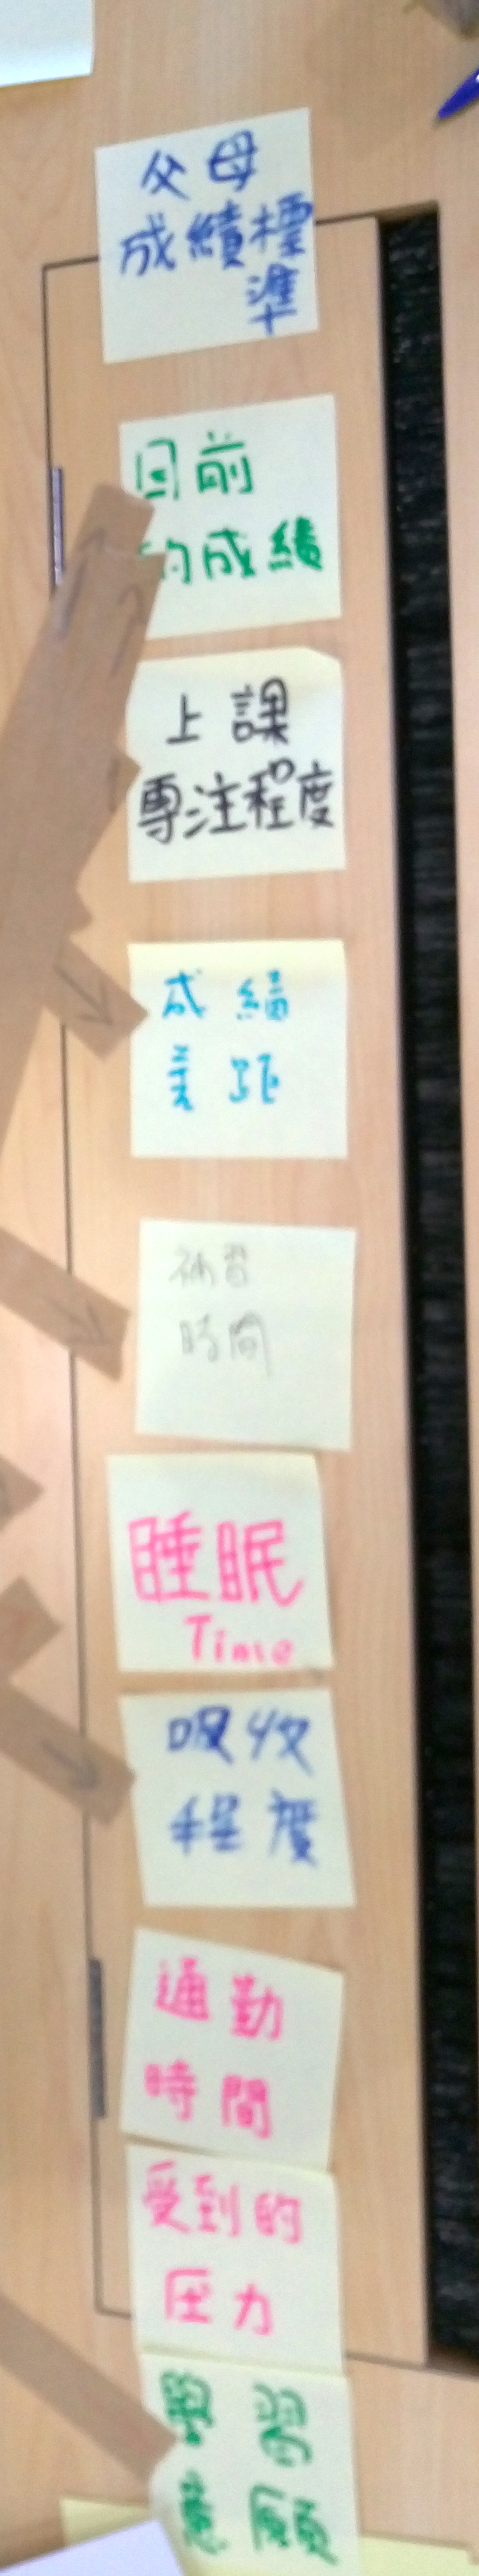 父母
成績標
準
目前
的成績
上課
專注程度
成績
差距
補習
時間
睡眠
Time
吸收
程度
通勤
時間
受到的
压力
學習
意願